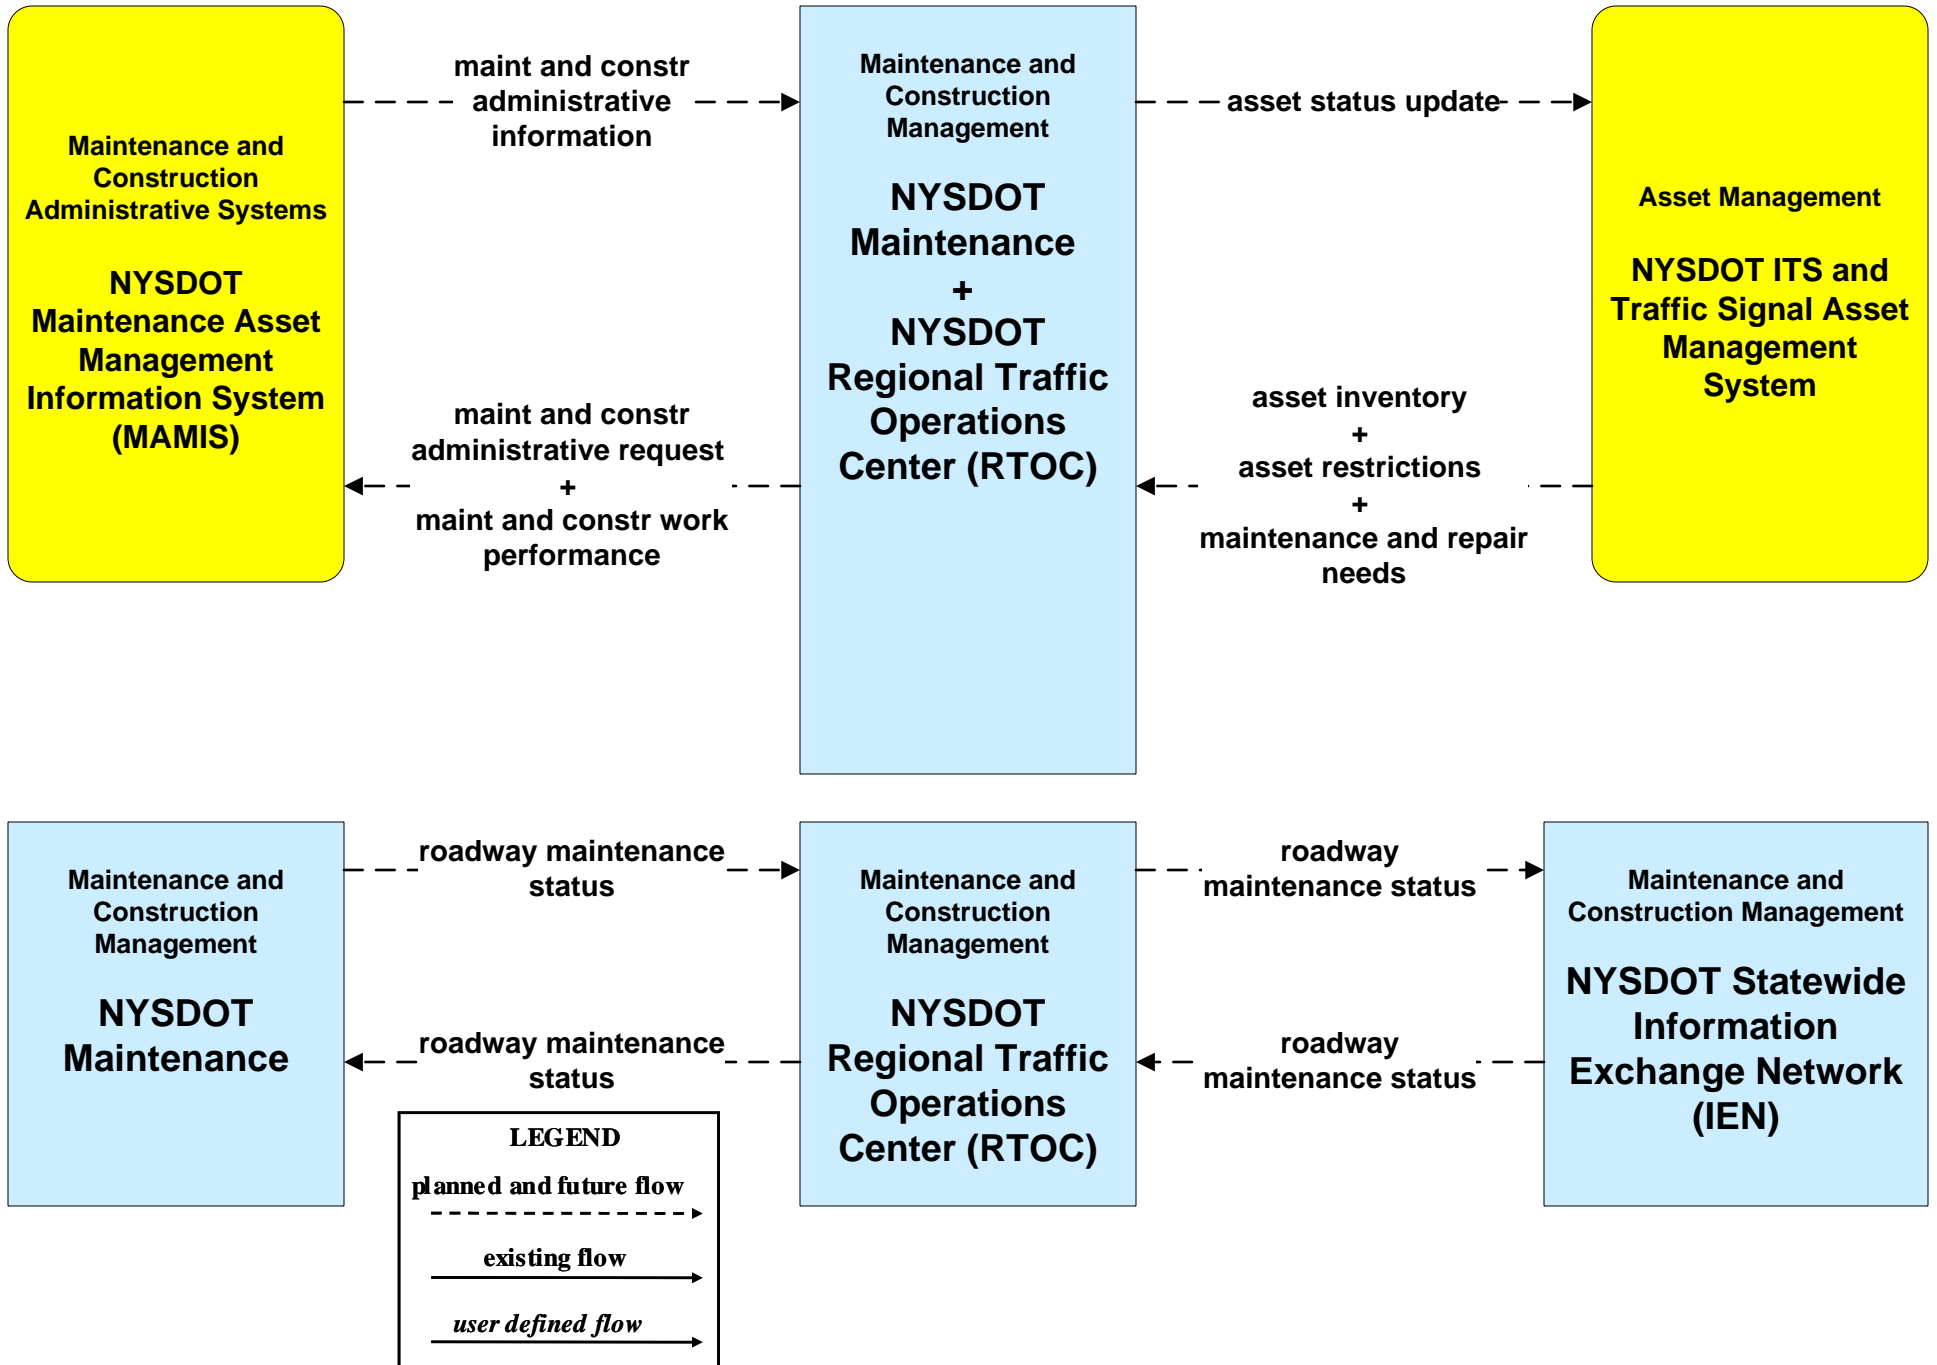 Maintenance and
Construction
Administrative Systems
NYSDOT
Maintenance Asset
Management
Information System
(MAMIS)
maint and constr
administrative
information
maint and constr
administrative request
+
maint and constr work
performance
Maintenance and
Construction
Management
NYSDOT
Maintenance
+
NYSDOT
Regional Traffic
Operations
Center (RTOC)
asset status update
asset inventory
+
asset restrictions
+
maintenance and repair
needs
Asset Management
NYSDOT ITS and
Traffic Signal Asset
Management
System
Maintenance and
Construction
Management
NYSDOT
Maintenance
roadway maintenance
status
roadway maintenance
status
Maintenance and
Construction
Management
NYSDOT
Regional Traffic
Operations
Center (RTOC)
roadway
maintenance status
roadway
maintenance status
Maintenance and
Construction Management
NYSDOT Statewide
Information
Exchange Network
(IEN)
LEGEND
planned and future flow
existing flow
user defined flow